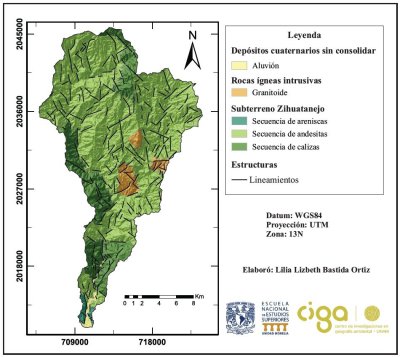 Leyenda
Depósitos cuaternarios sin consolidar
Aluvión
Rocas ígneas intrusivas
Granitoide
Subterreno Zihuatanejo
Secuencia de areniscas
Secuencia de andesitas
Secuencia de calizas
Estructuras
Lineamientos
N
2045000
2036000
2027000
2018000
0 2 4 8
Km
709000 718000
Datum: WGS84
Proyección: UTM
Zona: 13N
Elaboró: Lilia Lizbeth Bastida Ortiz
ESCUELA
NACIONAL
DE ESTUDIOS
SUPERIORES
UNIDAD MORELIA
ciga
centro de investigaciones en
geografía ambiental - UNAM